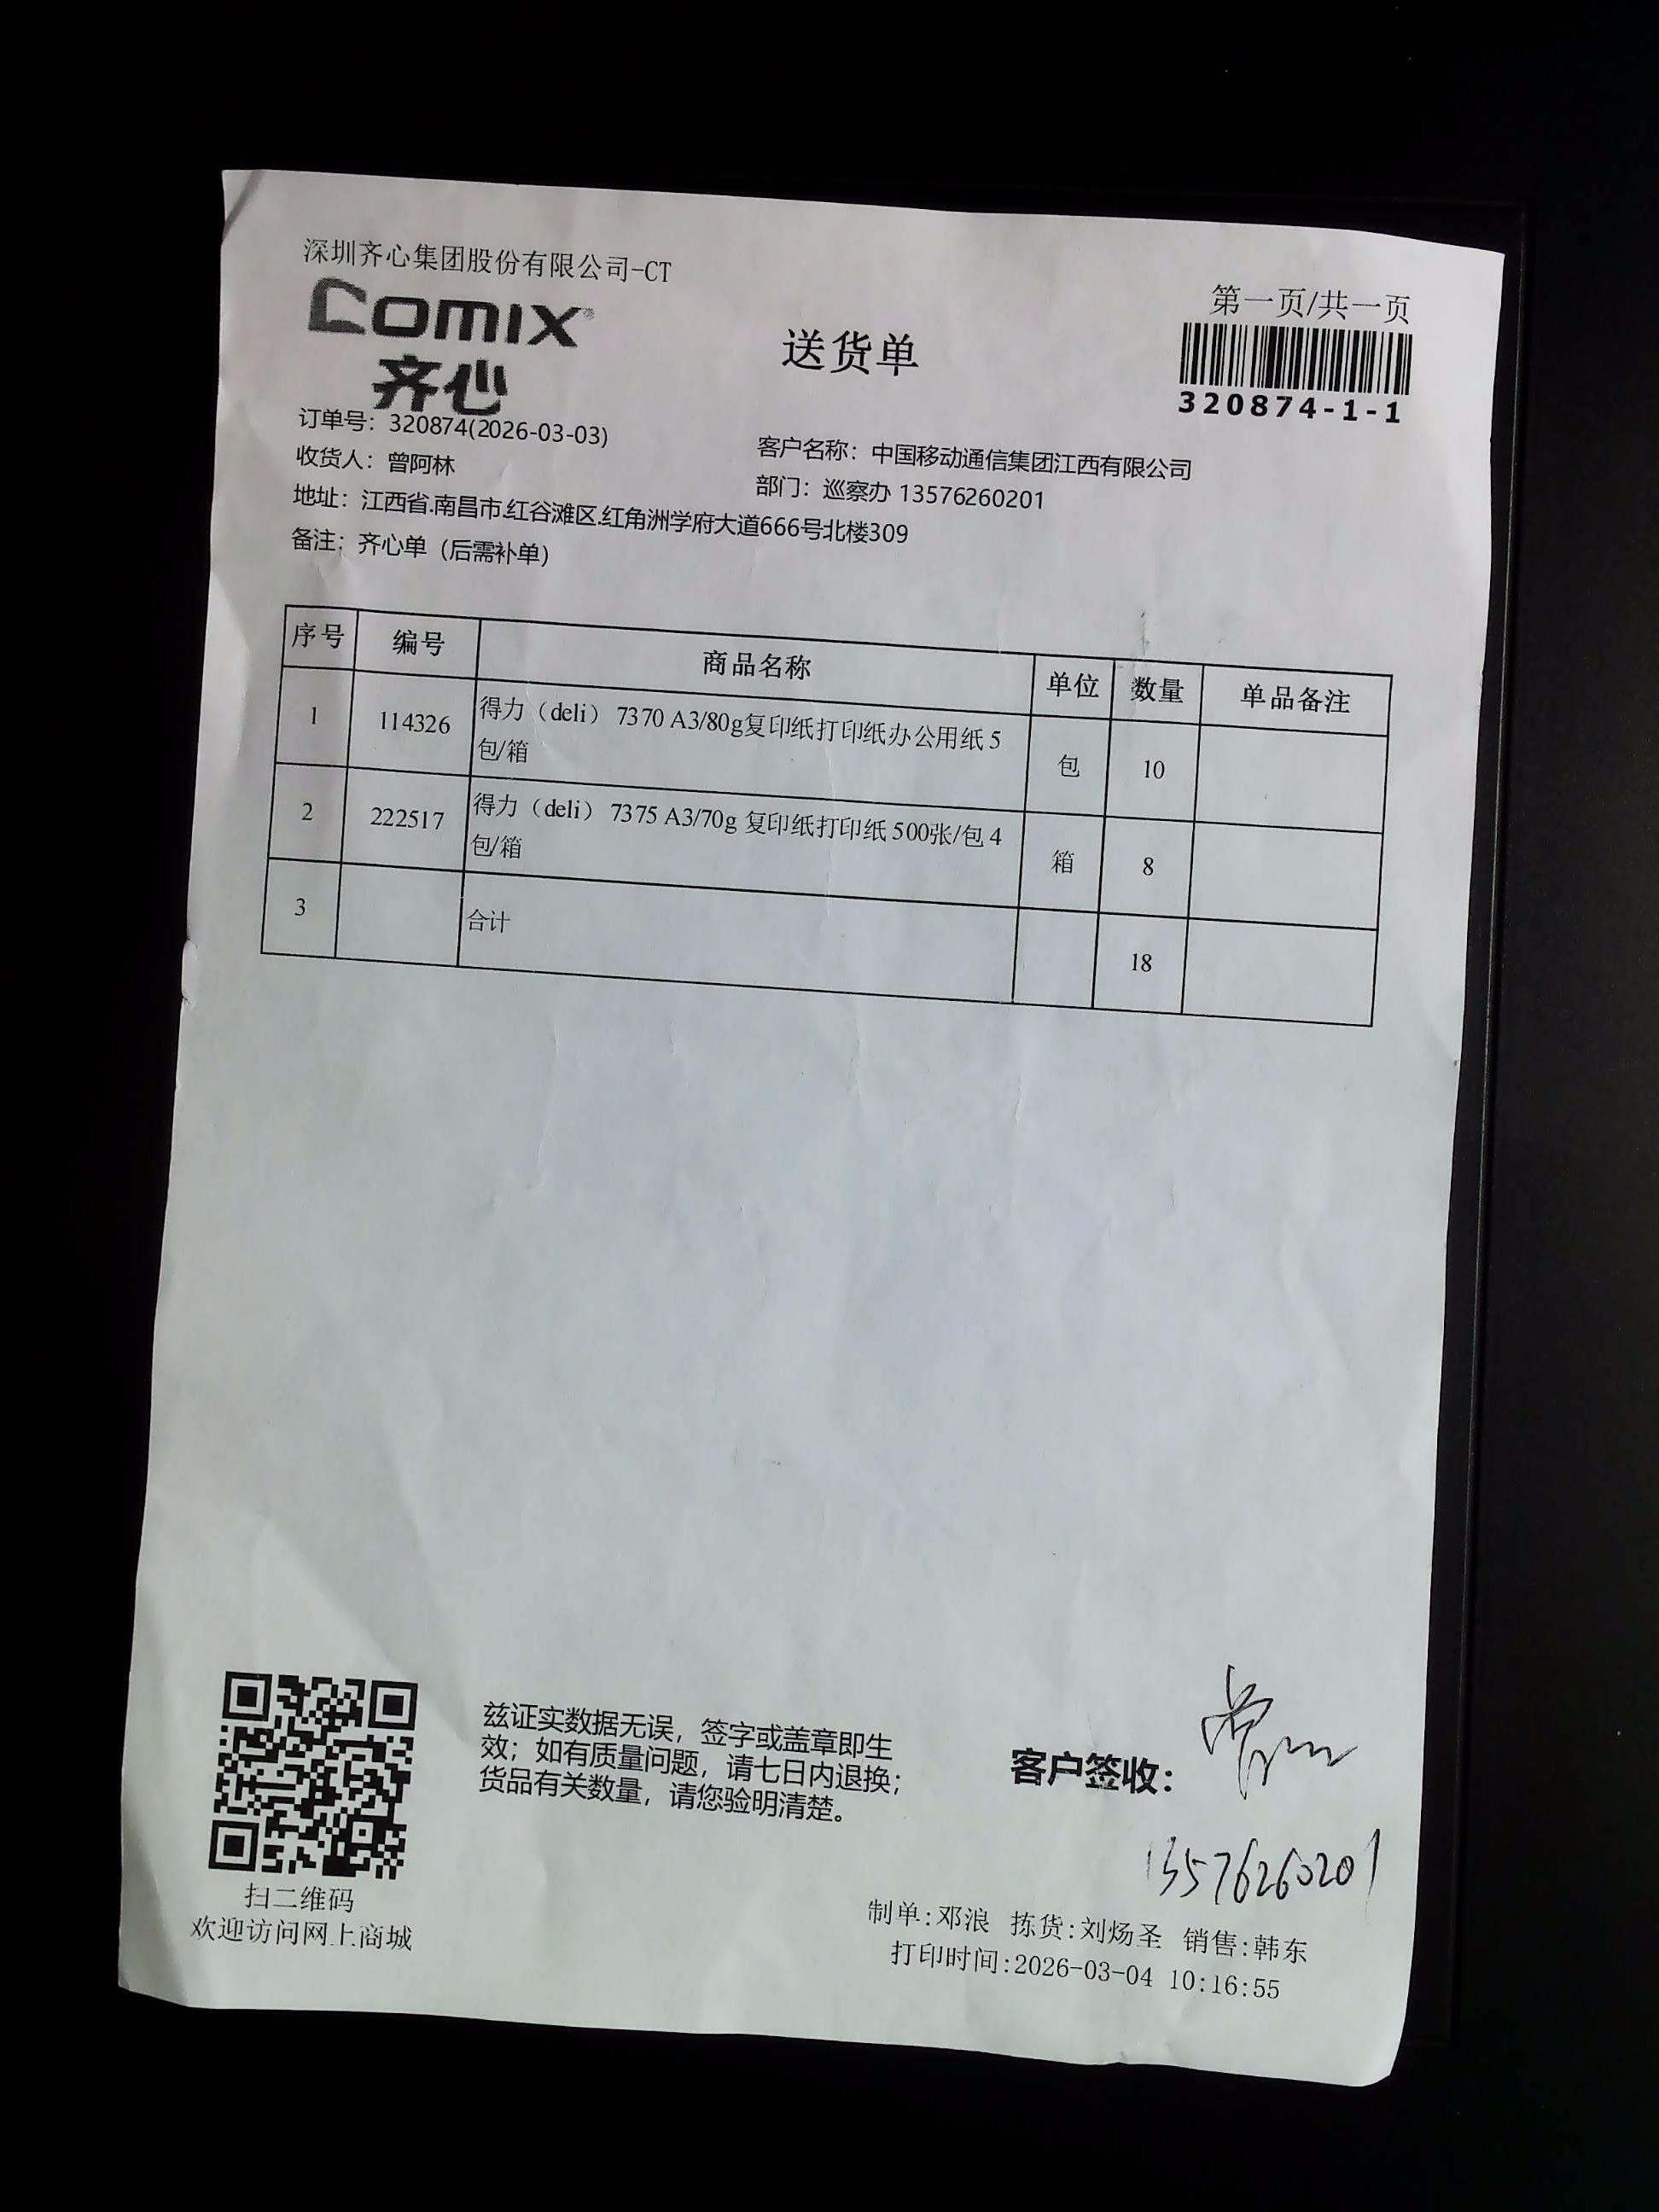 深圳齐心集团股份有限公司-CT
comix
齐心
送货单
第一页/共一页
320874-1-1
订单号：320874(2026-03-03)
客户名称：中国移动通信集团江西有限公司
收货人：曾阿林
部门：巡察办 13576260201
地址：江西省.南昌市.红谷滩区.红角洲学府大道666号北楼309
备注：齐心单（后需补单）
序号 编号 商品名称 单位 数量 单品备注
1 114326 得力（deli） 7370 A3/80g复印纸打印纸办公用纸 5
包/箱 包 10
2 222517 得力（deli） 7375 A3/70g 复印纸打印纸 500张/包 4
包/箱 箱 8
3 合计 18
兹证实数据无误，签字或盖章即生
效；如有质量问题，请七日内退换；
货品有关数量，请您验明清楚。
客户签收：
13576260201
扫二维码
欢迎访问网上商城
制单:邓浪 拣货:刘炀圣 销售:韩东
打印时间:2026-03-04 10:16:55